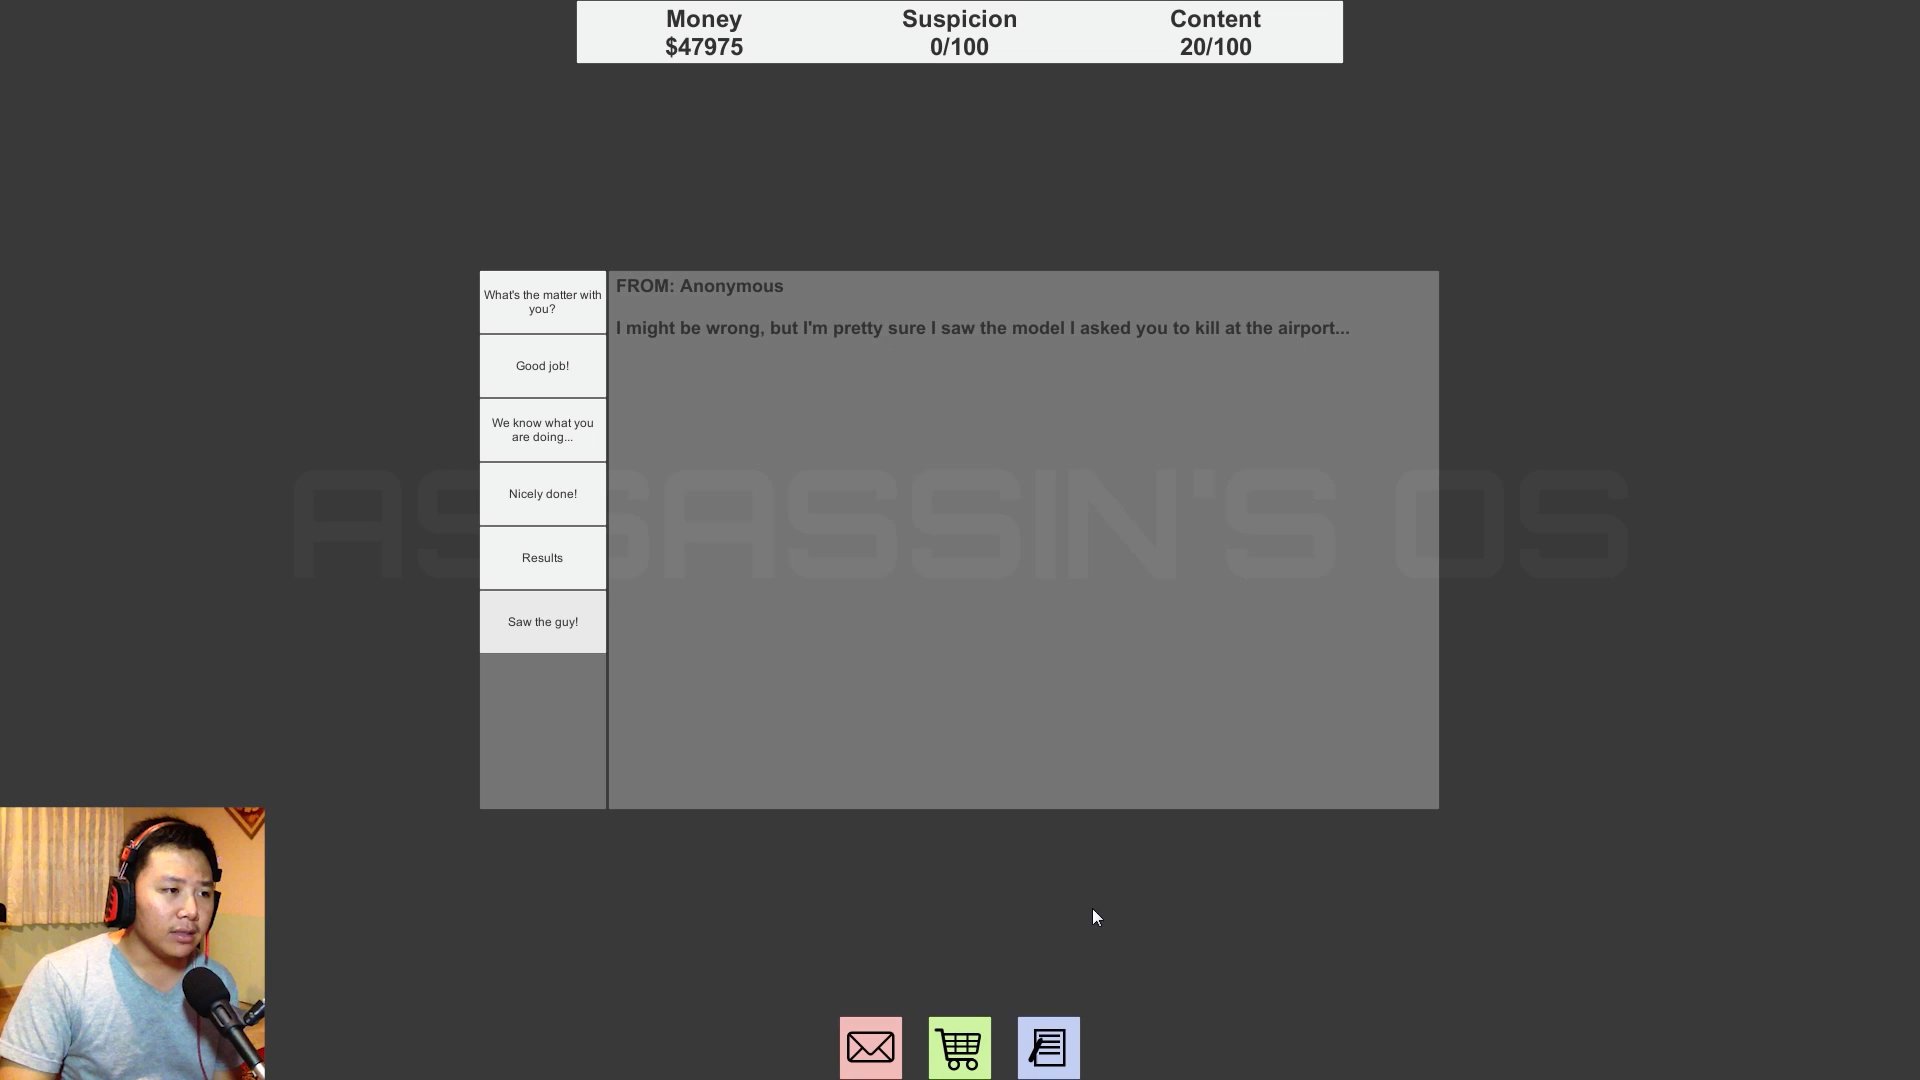 Money
$47975
Suspicion
0/100
Content
20/100
What's the matter with
you?
Good job!
We know what you
are doing...
Nicely done!
Results
Saw the guy!
FROM: Anonymous
I might be wrong, but I'm pretty sure I saw the model I asked you to kill at the airport...
ASSASSIN'S OS